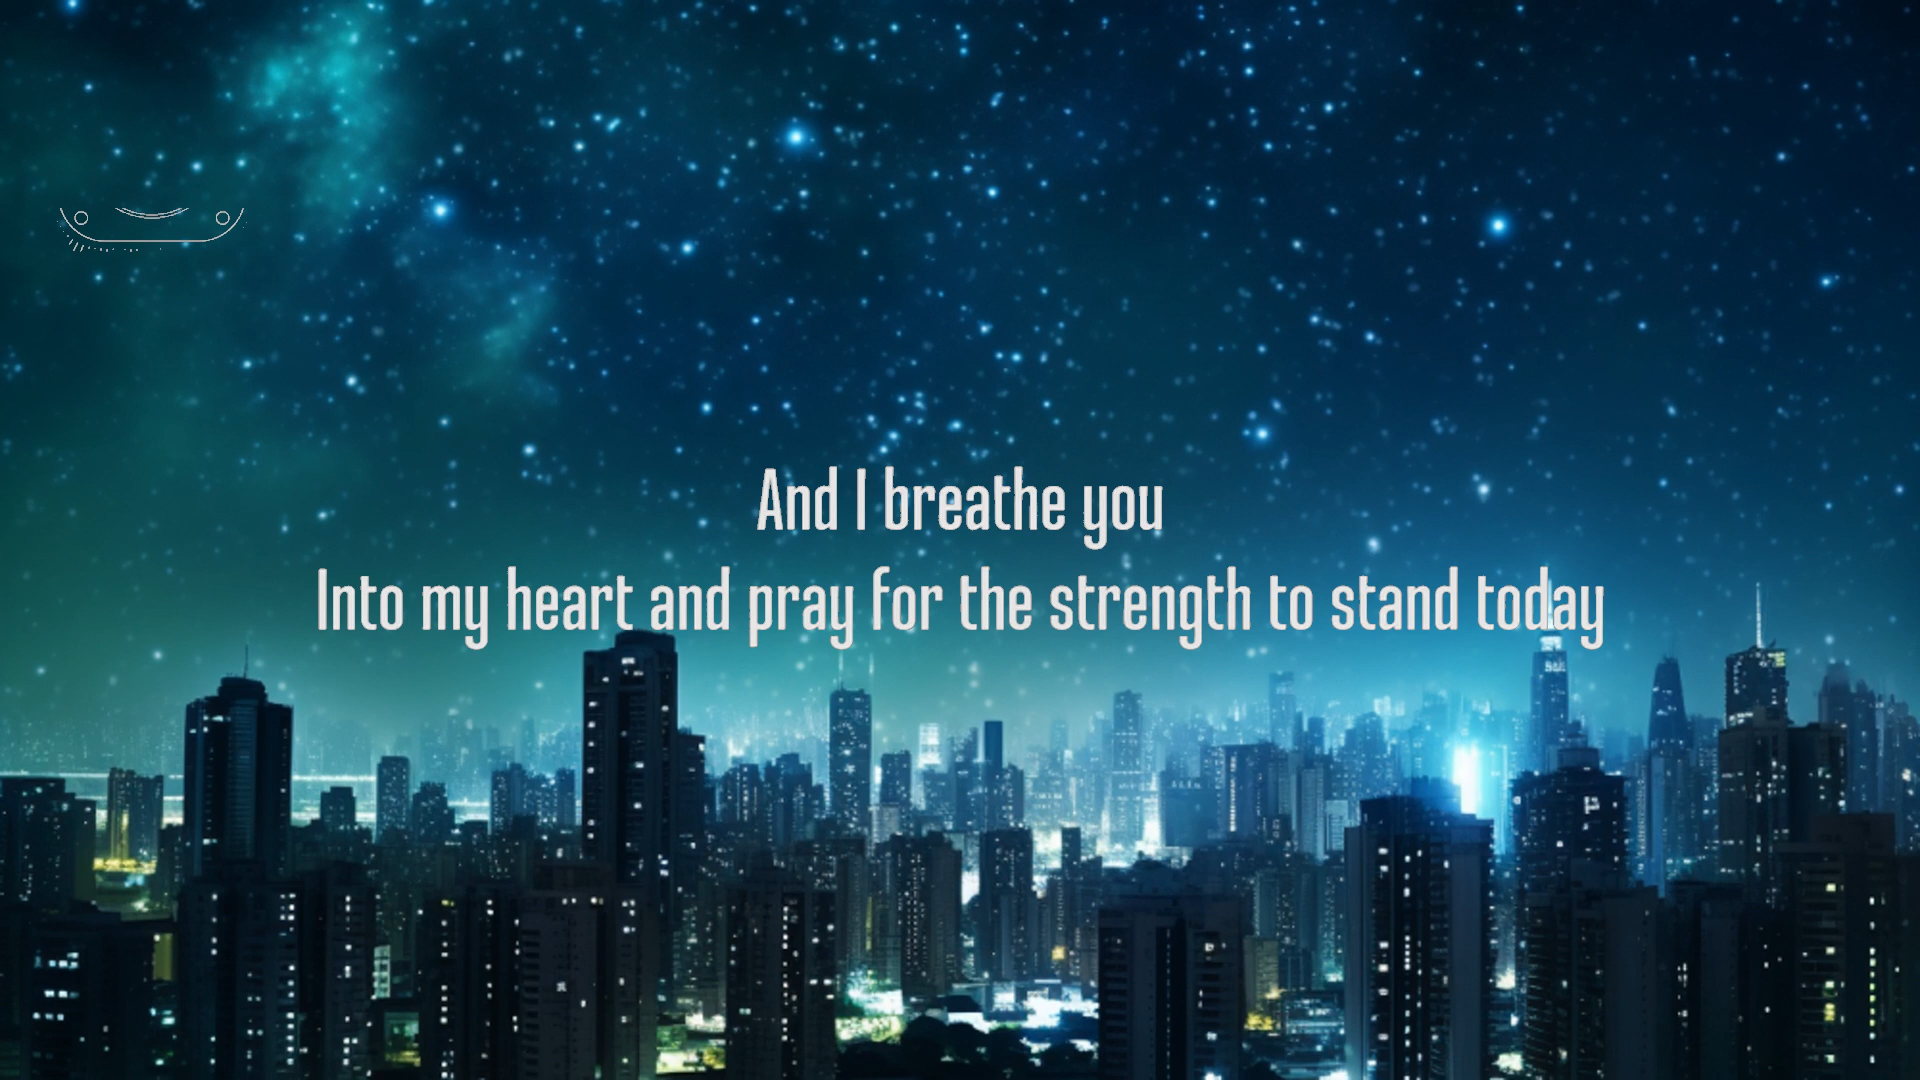 And I breathe you
Into my heart and pray for the strength to stand today